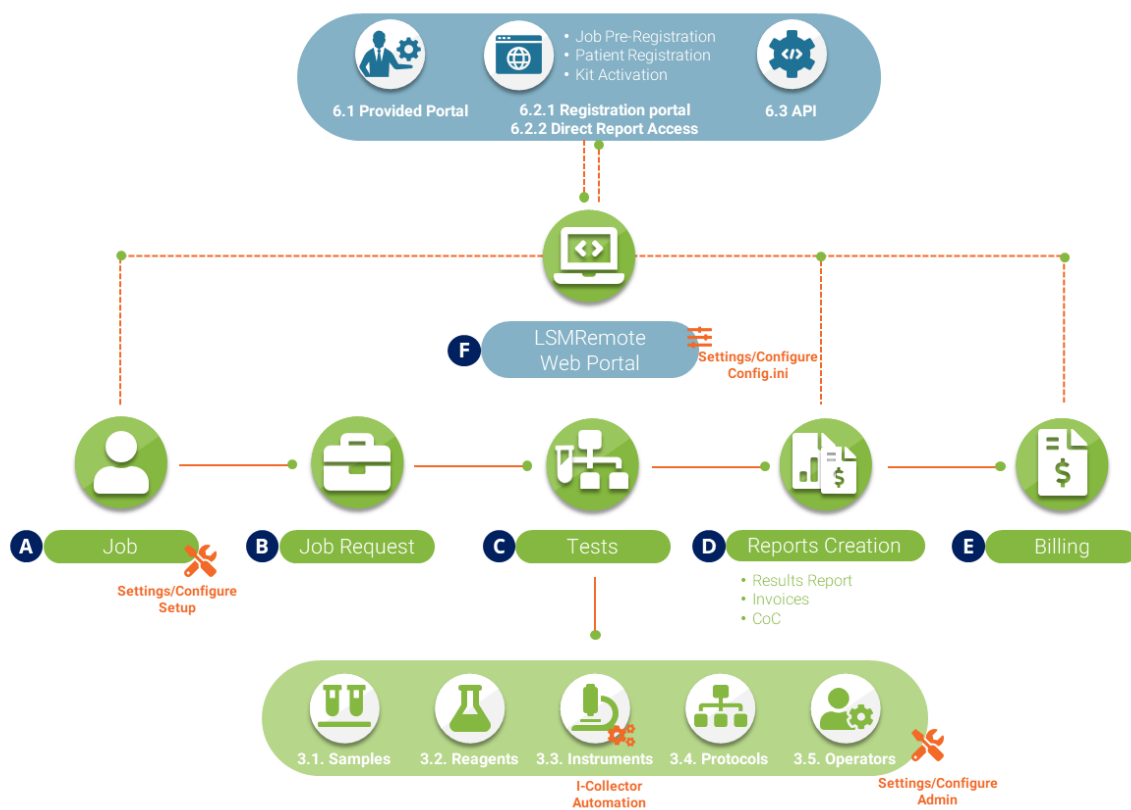 • Job Pre-Registration
• Patient Registration
• Kit Activation
6.1 Provided Portal
6.2.1 Registration portal
6.2.2 Direct Report Access
6.3 API
F
LSMRemote
Web Portal
Settings/Configure
Config.ini
A
Job
Settings/Configure
Setup
B
Job Request
C
Tests
D
Reports Creation
• Results Report
• Invoices
• CoC
E
Billing
3.1. Samples
3.2. Reagents
3.3. Instruments
3.4. Protocols
3.5. Operators
I-Collector
Automation
Settings/Configure
Admin